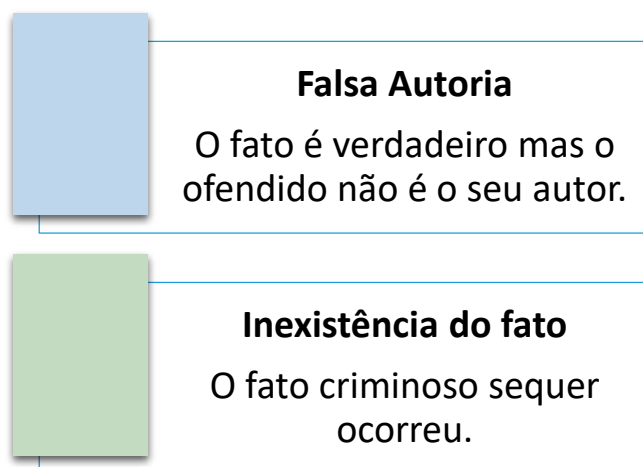 Falsa Autoria
O fato é verdadeiro mas o
ofendido não é o seu autor.
Inexistência do fato
O fato criminoso sequer
ocorreu.